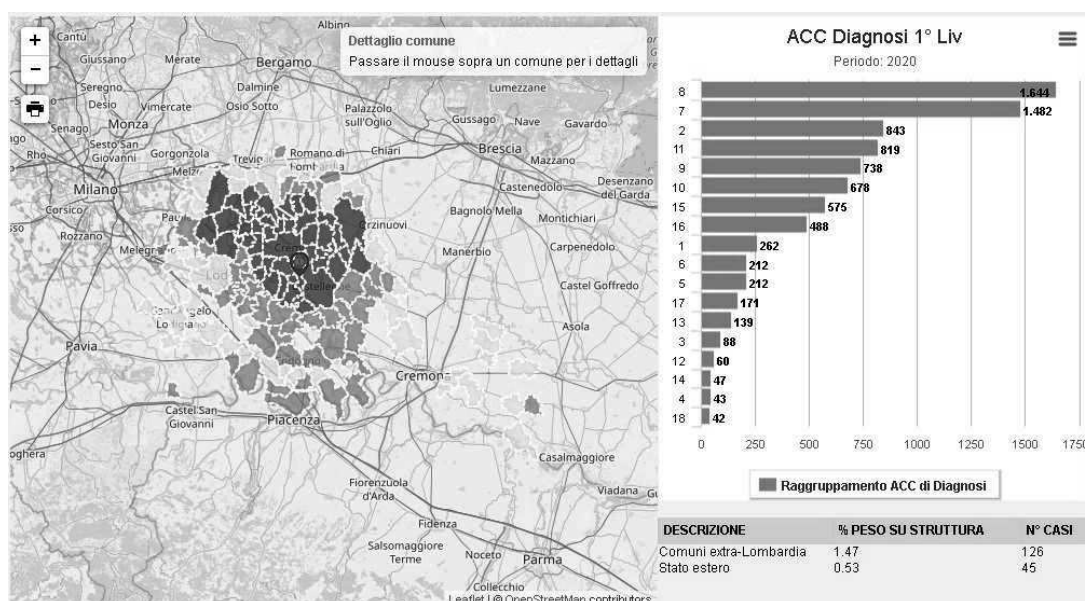 +
−
Dettaglio comune
Passare il mouse sopra un comune per i dettagli
Albino
Cantù
Giussano
Merate
Bergamo
Lumezzane
Seregno
Desio
Vimercate
Dalmine
Osio Sotto
Palazzolo
sull'Oglio
Gussago
Nave
Gavardo
Senago
Monza
Sesto San
Giovanni
Gorgonzola
Romano di
Chiari
Brescia
Mazzano
Rho
Milano
Castenedolo
Desenzano
del Garda
Corsico
Bagnolo Mella
Montichiari
Rozzano
Orzinuovi
Manerbio
Carpenedolo
Castel Goffredo
Lodigiano
Asola
Pavia
Cremona
Castel San
Giovanni
Piacenza
Casalmaggiore
Viadana
Fiorenzuola
d'Arda
Fidenza
Salsomaggiore
Terme
Noceto
Parma
Collecchio
Leaflet | © OpenStreetMap contributors
ACC Diagnosi 1° Liv
Periodo: 2020
8 1.644
7 1.482
2 843
11 819
9 738
10 678
15 575
16 488
1 262
6 212
5 212
17 171
13 139
3 88
12 60
14 47
4 43
18 42
0 250 500 750 1000 1250 1500 1750
Raggruppamento ACC di Diagnosi
DESCRIZIONE % PESO SU STRUTTURA N° CASI
Comuni extra-Lombardia 1.47 126
Stato estero 0.53 45